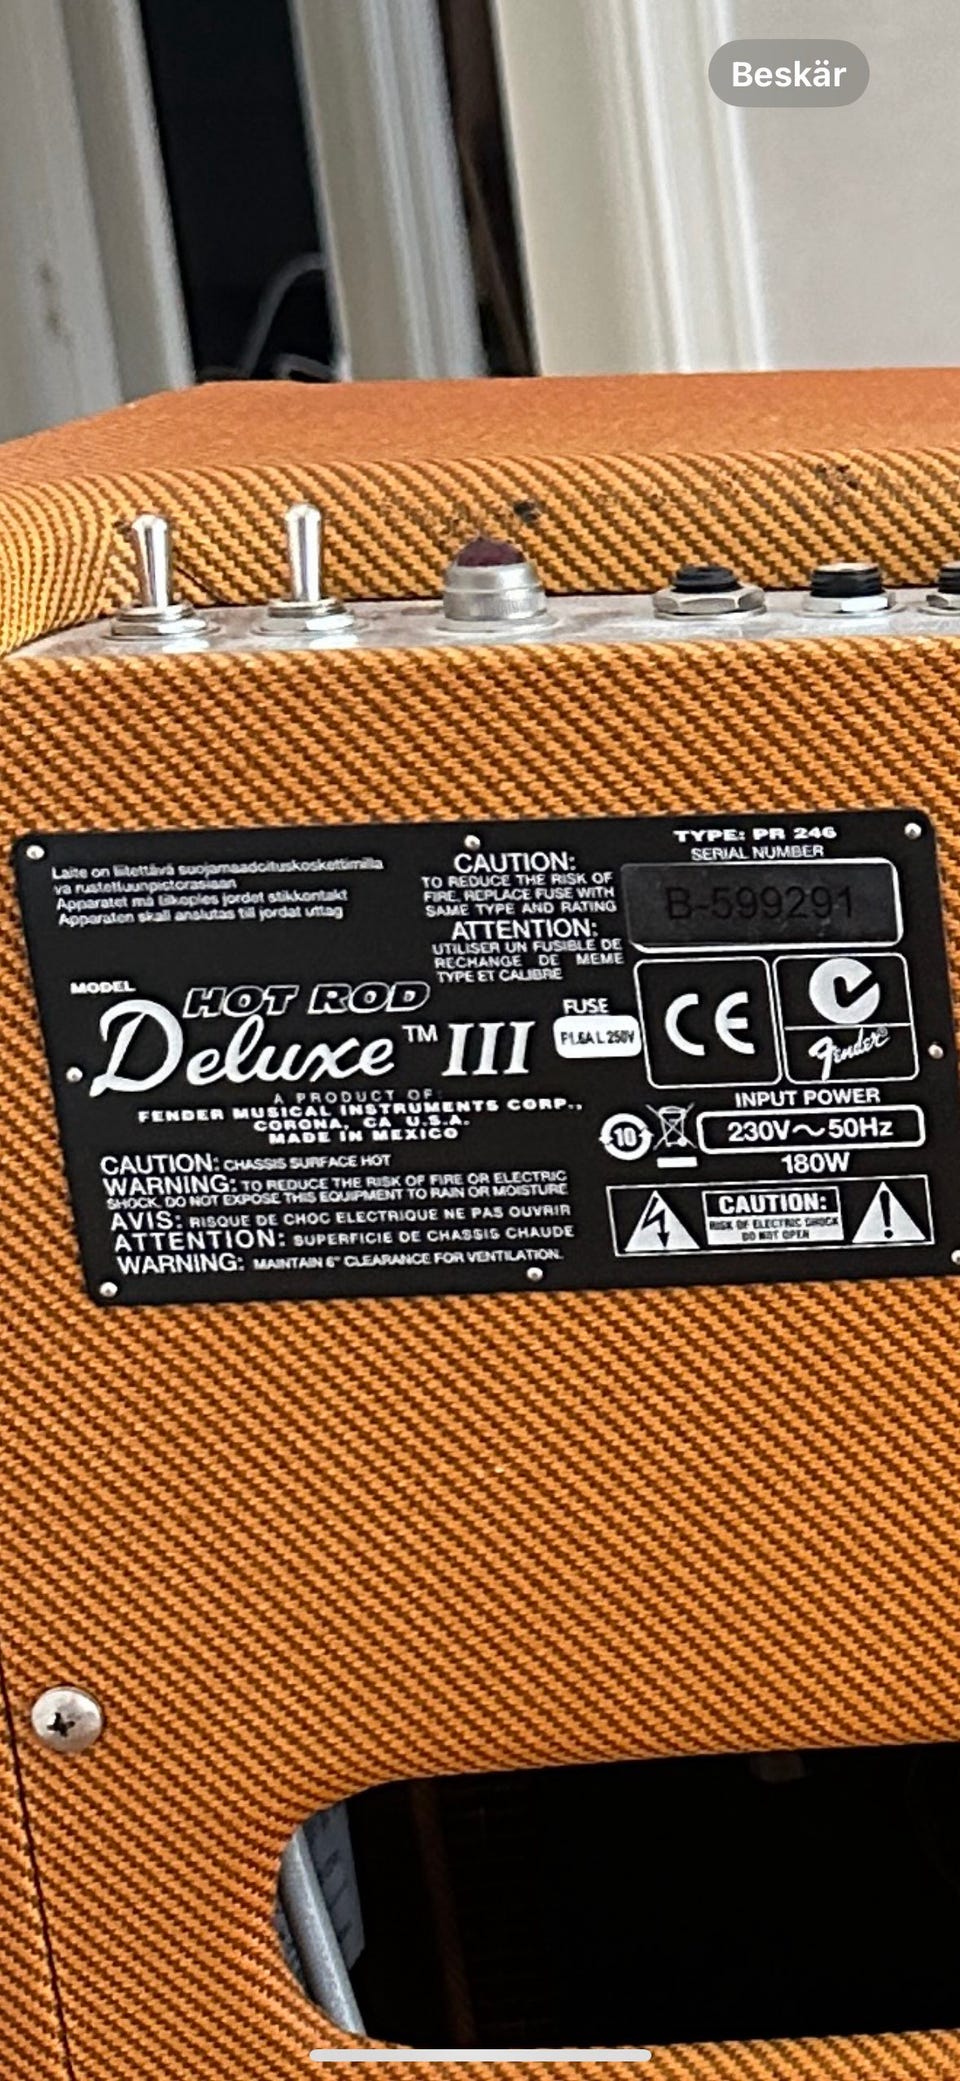 Beskär
Laite on liitettävä suojamaadoituskoskettimilla
va rustettuunpistorasiaan
Apparatet må tilkoples jordet stikkontakt
Apparaten skall anslutas till jordat uttag
CAUTION:
TO REDUCE THE RISK OF
FIRE, REPLACE FUSE WITH
SAME TYPE AND RATING
ATTENTION:
UTILISER UN FUSIBLE DE
RECHANGE DE MEME
TYPE ET CALIBRE
TYPE: PR 246
SERIAL NUMBER
B-599291
MODEL
HOT ROD
Deluxe™ III
FUSE
F1.6A L 250V
CE
Fender®
A PRODUCT OF:
FENDER MUSICAL INSTRUMENTS CORP.,
CORONA, CA U.S.A.
MADE IN MEXICO
INPUT POWER
10
230V~50Hz
180W
CAUTION: CHASSIS SURFACE HOT
WARNING: TO REDUCE THE RISK OF FIRE OR ELECTRIC
SHOCK, DO NOT EXPOSE THIS EQUIPMENT TO RAIN OR MOISTURE
AVIS: RISQUE DE CHOC ELECTRIQUE NE PAS OUVRIR
ATTENTION: SUPERFICIE DE CHASSIS CHAUDE
WARNING: MAINTAIN 6" CLEARANCE FOR VENTILATION.
CAUTION:
RISK OF ELECTRIC SHOCK
DO NOT OPEN